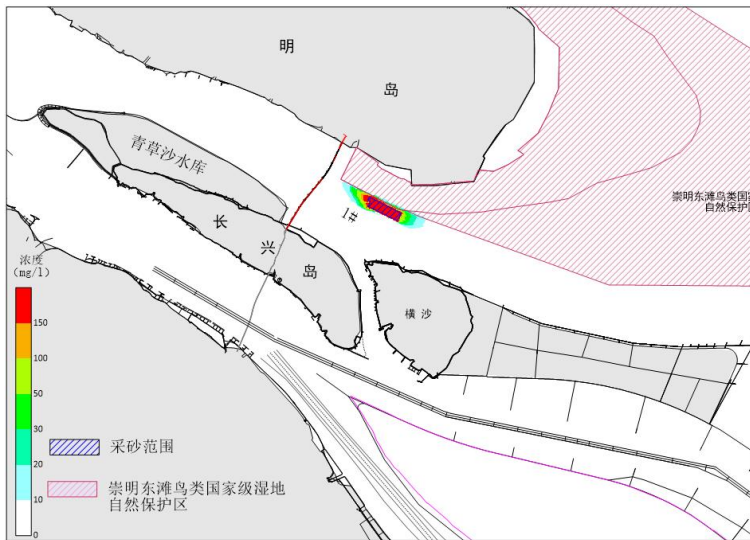 明
岛
青草沙水库
崇明东滩鸟类国家
自然保护区
1#
长
兴
岛
横沙
浓度
(mg/l)
150
100
50
30
20
10
0
采砂范围
崇明东滩鸟类国家级湿地
自然保护区